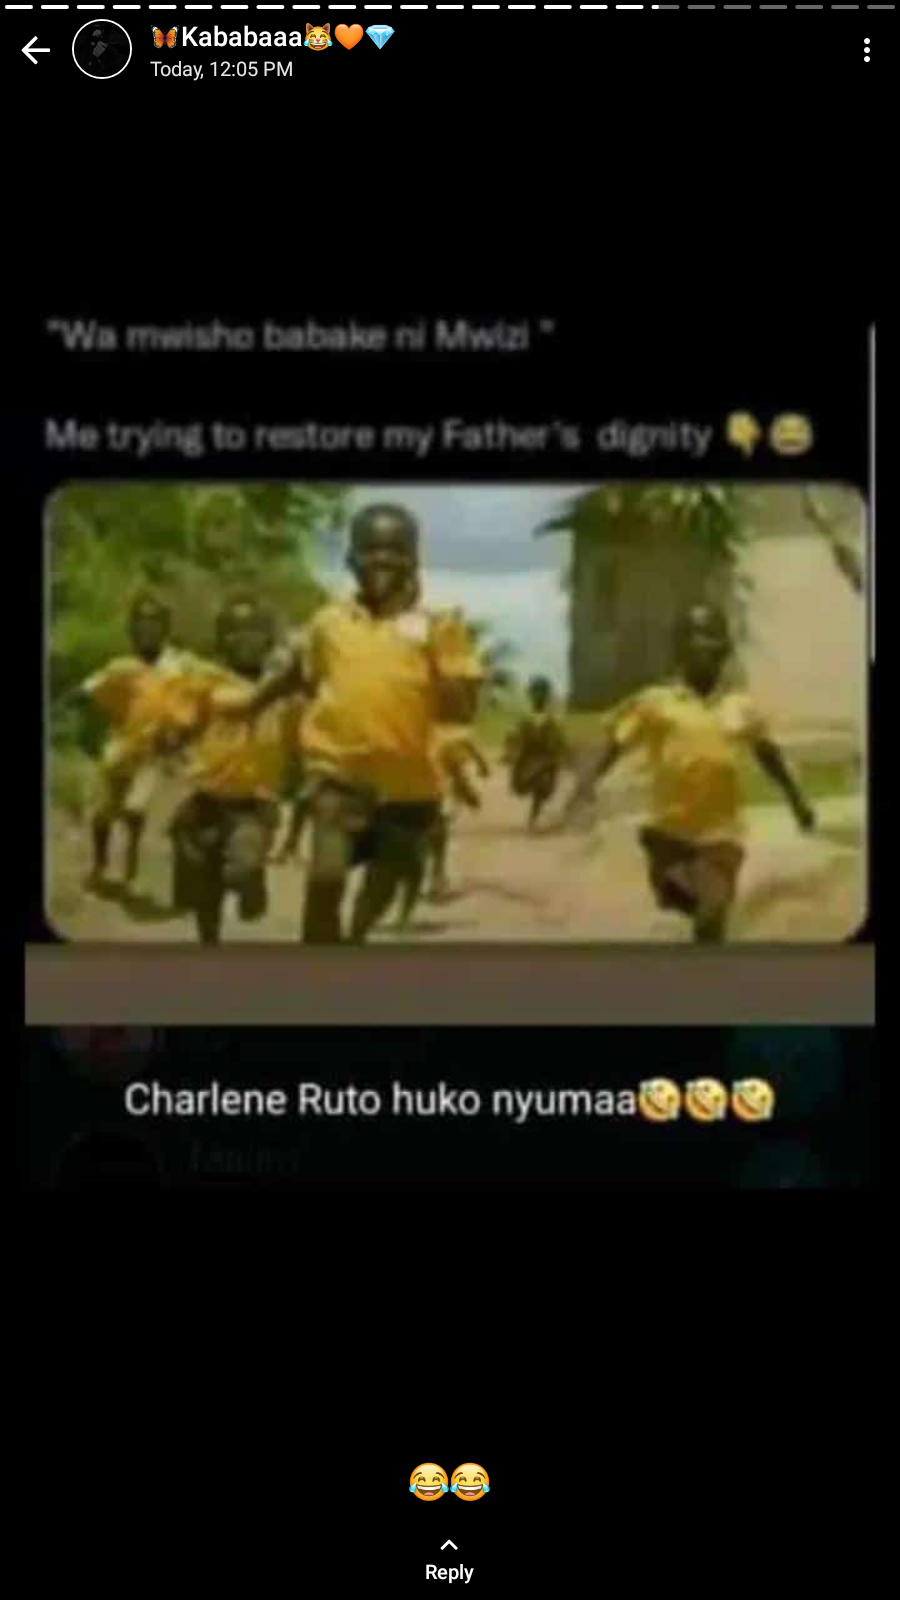 🦋Kababaaa😹🧡💎
Today, 12:05 PM
"Wa mwisho babake ni Mwizi "
Me trying to restore my Father's dignity 👇😅
Charlene Ruto huko nyumaa🤣🤣🤣
😂😂
Reply